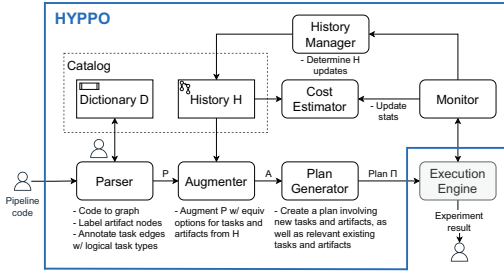 HYPPO
History
Manager
- Determine H
updates
Catalog
Dictionary D
History H
Cost
Estimator
- Update
stats
Monitor
Pipeline
code
Parser
P
Augmenter
A
Plan
Generator
Plan Π
Execution
Engine
- Code to graph
- Label artifact nodes
- Annotate task edges
w/ logical task types
- Augment P w/ equiv
options for tasks and
artifacts from H
- Create a plan involving
new tasks and artifacts, as
well as relevant existing
tasks and artifacts
Experiment
result